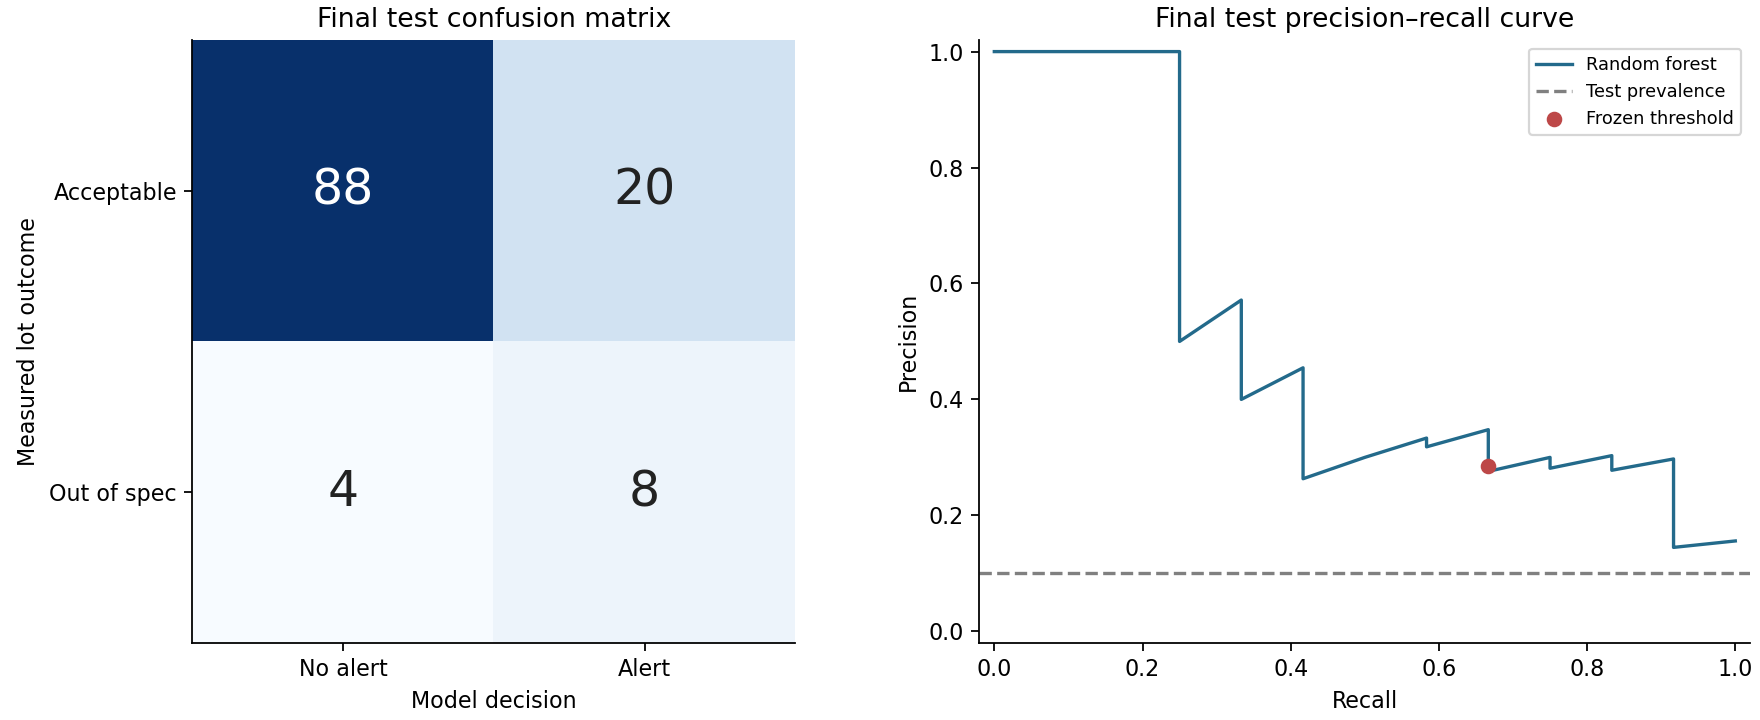 Final test confusion matrix
Measured lot outcome
Acceptable
Out of spec
88
20
4
8
No alert
Alert
Model decision
Final test precision–recall curve
Precision
1.0
0.8
0.6
0.4
0.2
0.0
Random forest
Test prevalence
Frozen threshold
0.0
0.2
0.4
0.6
0.8
1.0
Recall